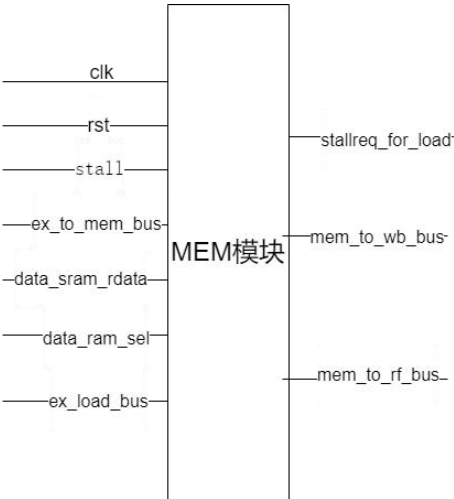 clk
rst
stall
ex_to_mem_bus
data_sram_rdata
data_ram_sel
ex_load_bus
MEM模块
stallreq_for_load
mem_to_wb_bus
mem_to_rf_bus